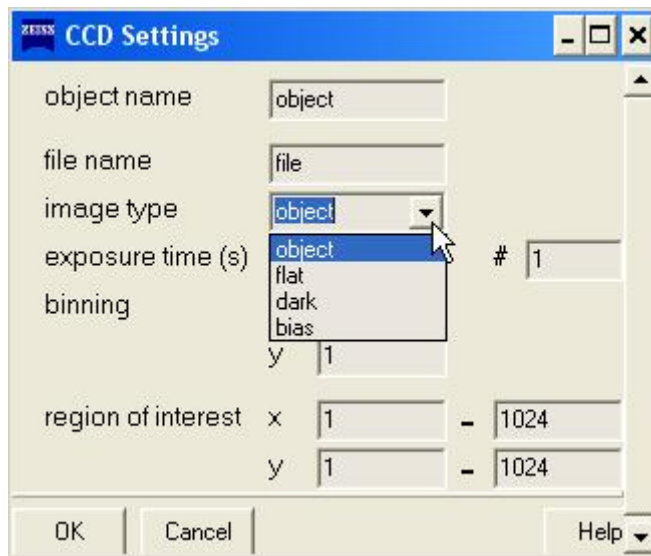 ZEISS CCD Settings
object name object
file name file
image type object
object
exposure time (s) # 1
flat
binning dark
bias
y 1
region of interest x 1 - 1024
y 1 - 1024
OK Cancel Help